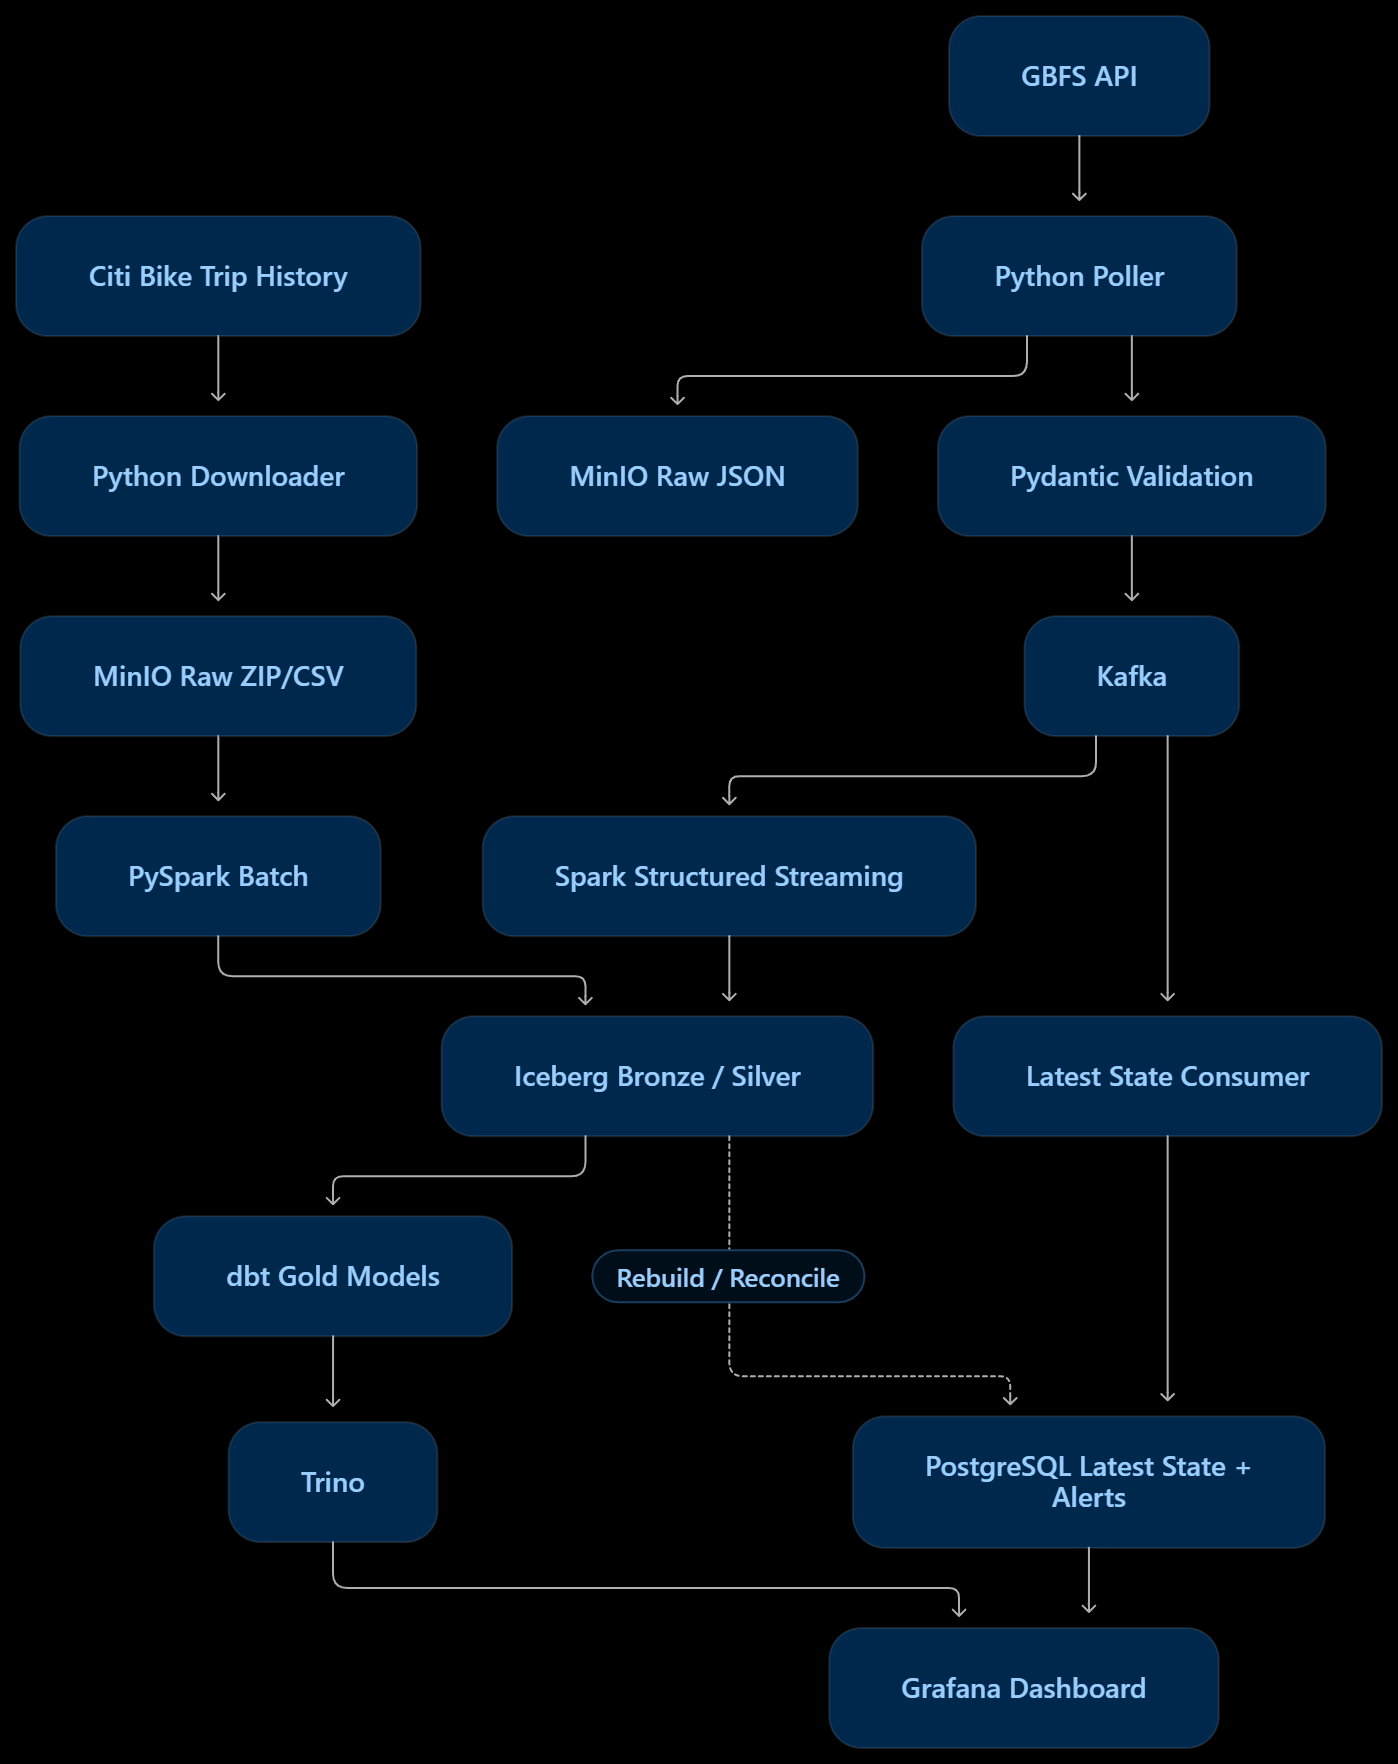 GBFS API
Citi Bike Trip History
Python Poller
Python Downloader
MinIO Raw JSON
Pydantic Validation
MinIO Raw ZIP/CSV
Kafka
PySpark Batch
Spark Structured Streaming
Iceberg Bronze / Silver
Latest State Consumer
dbt Gold Models
Rebuild / Reconcile
Trino
PostgreSQL Latest State +
Alerts
Grafana Dashboard